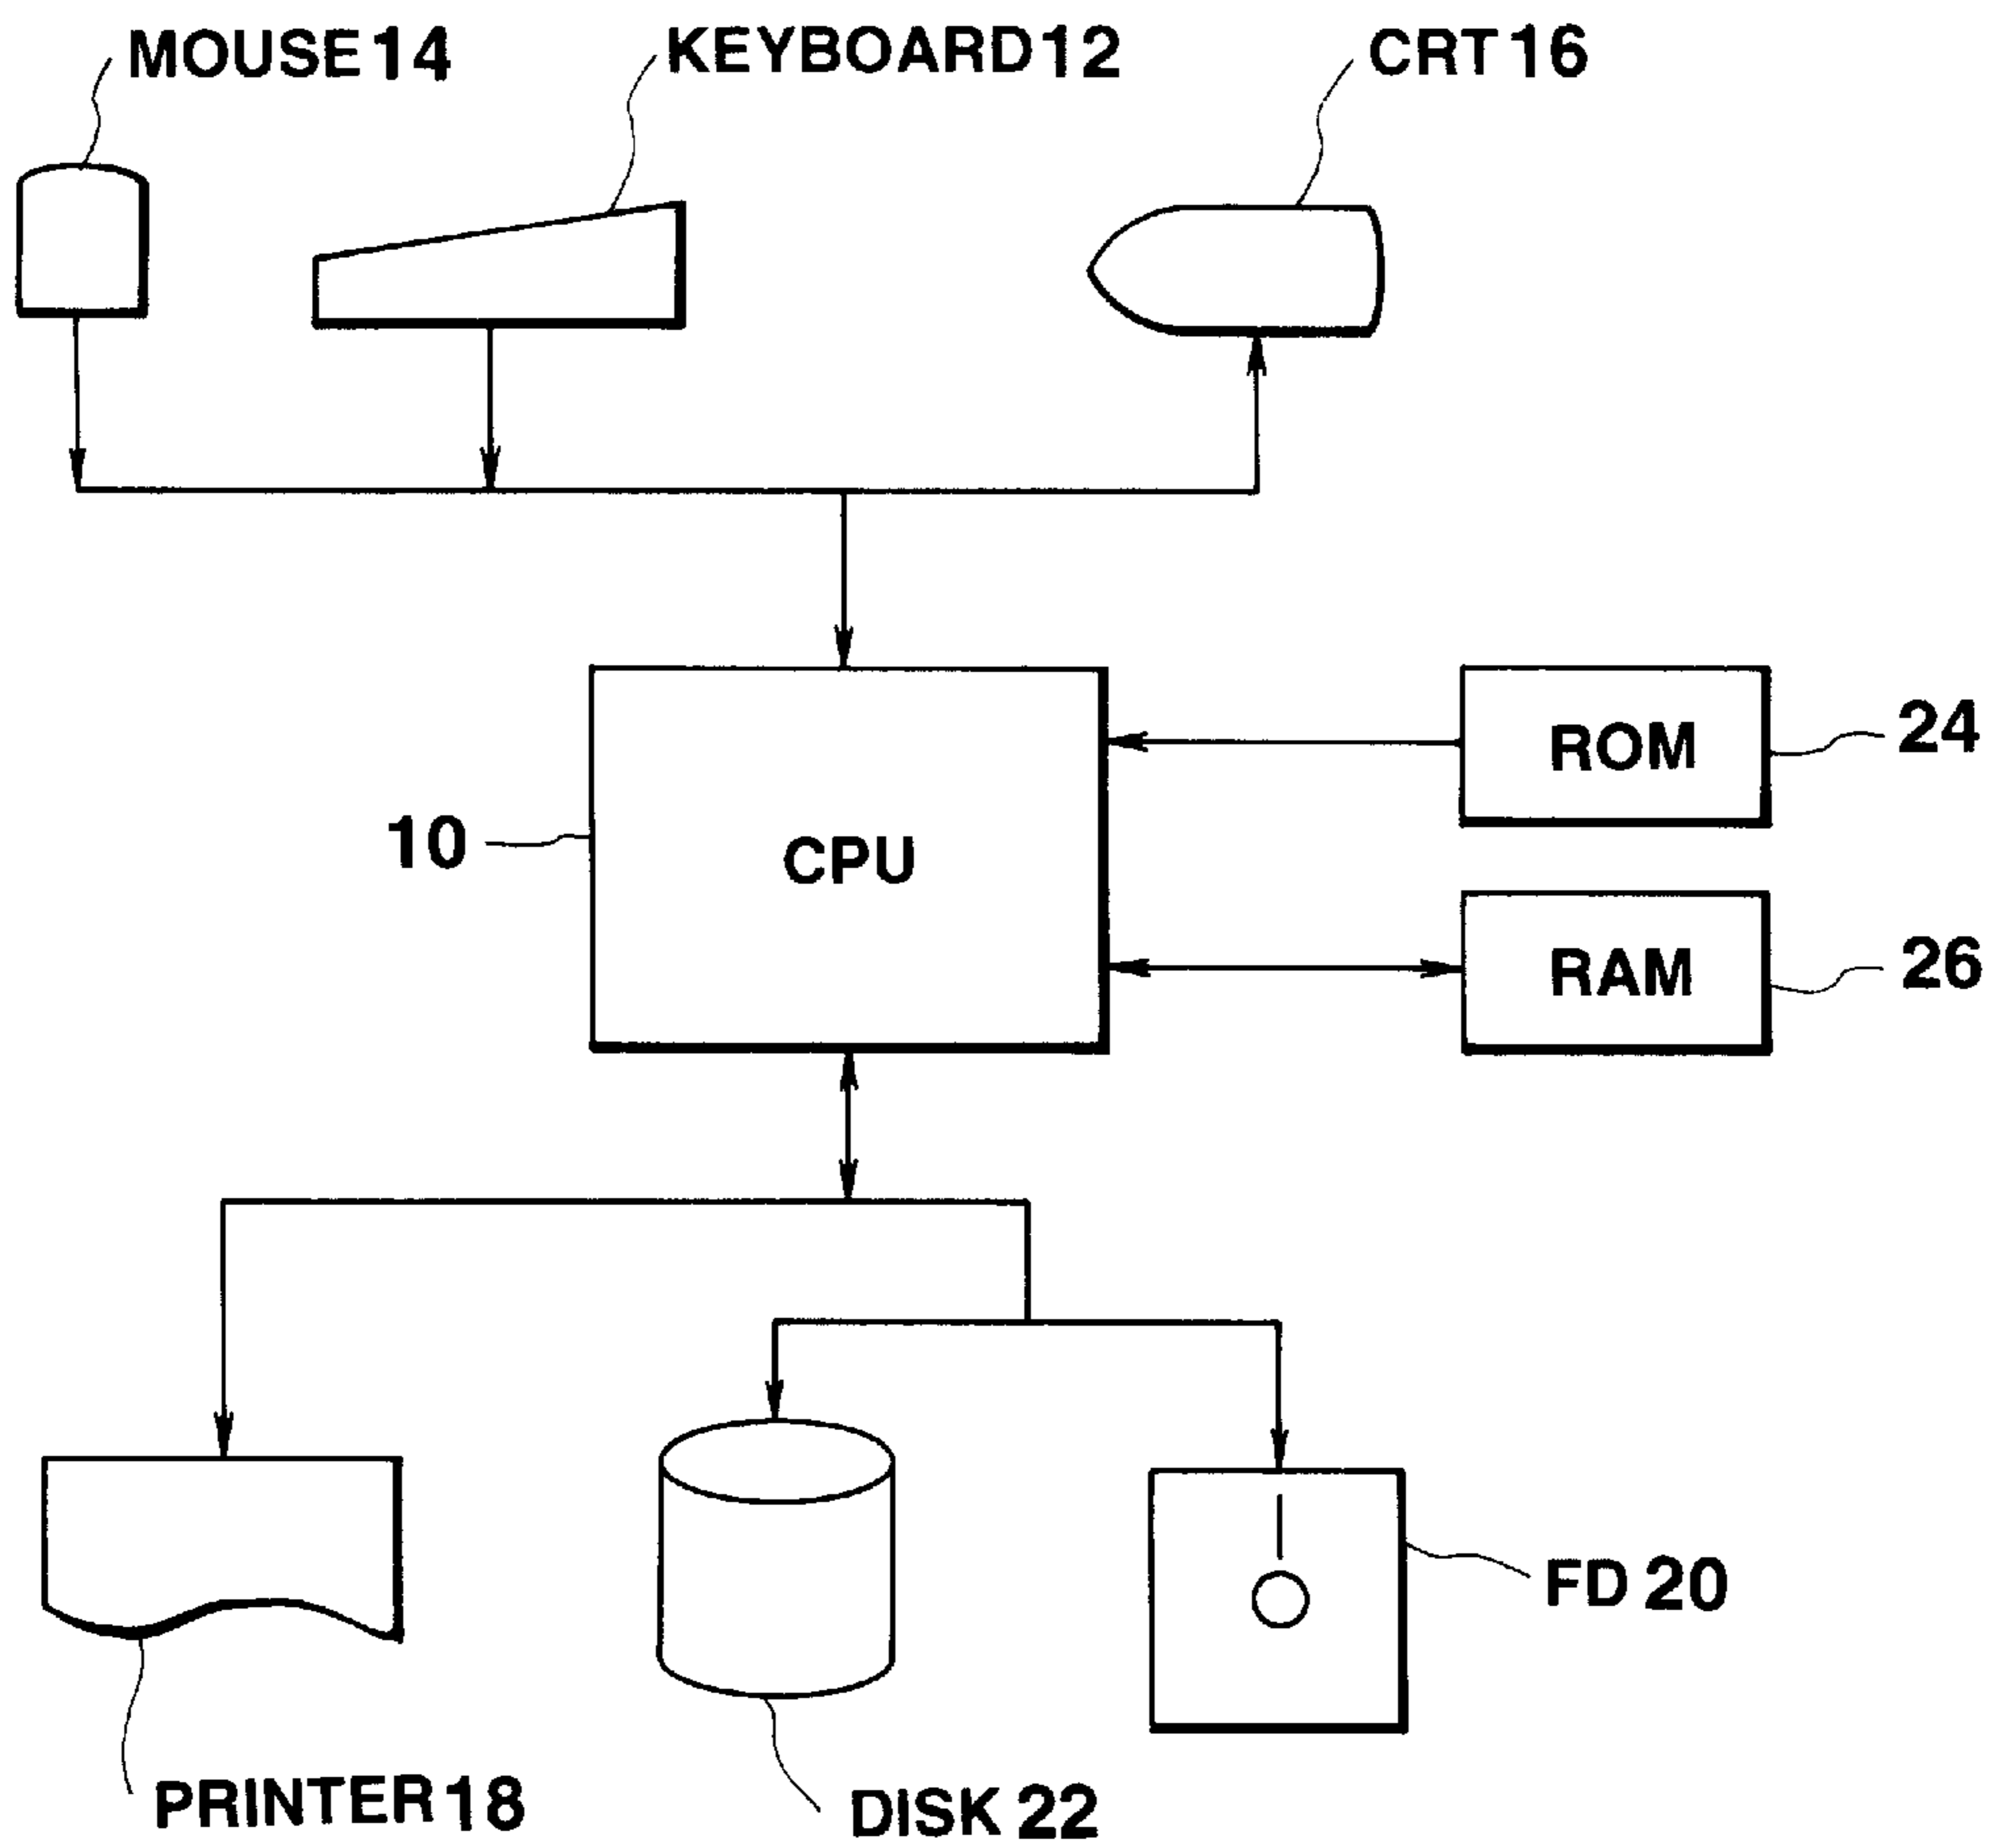 MOUSE 14
KEYBOARD 12
CRT 16
ROM
24
10
CPU
RAM
26
FD 20
PRINTER 18
DISK 22